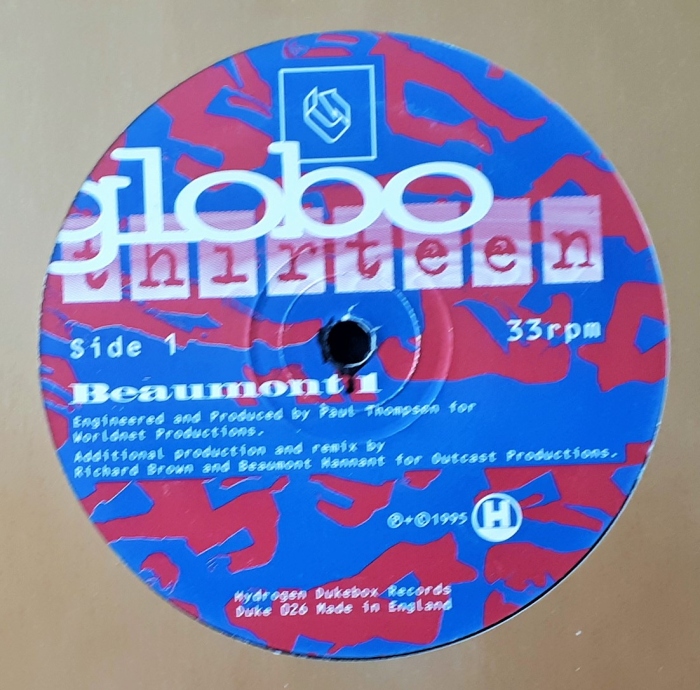 globo
thirteen
Side 1
33rpm
Beaumont 1
Engineered and Produced by Paul Thompson for
Worldnet Productions.
Additional production and remix by
Richard Brown and Beaumont Hannant for Outcast Productions.
℗+©1995 H
Hydrogen Dukebox Records
Duke 026 Made in England